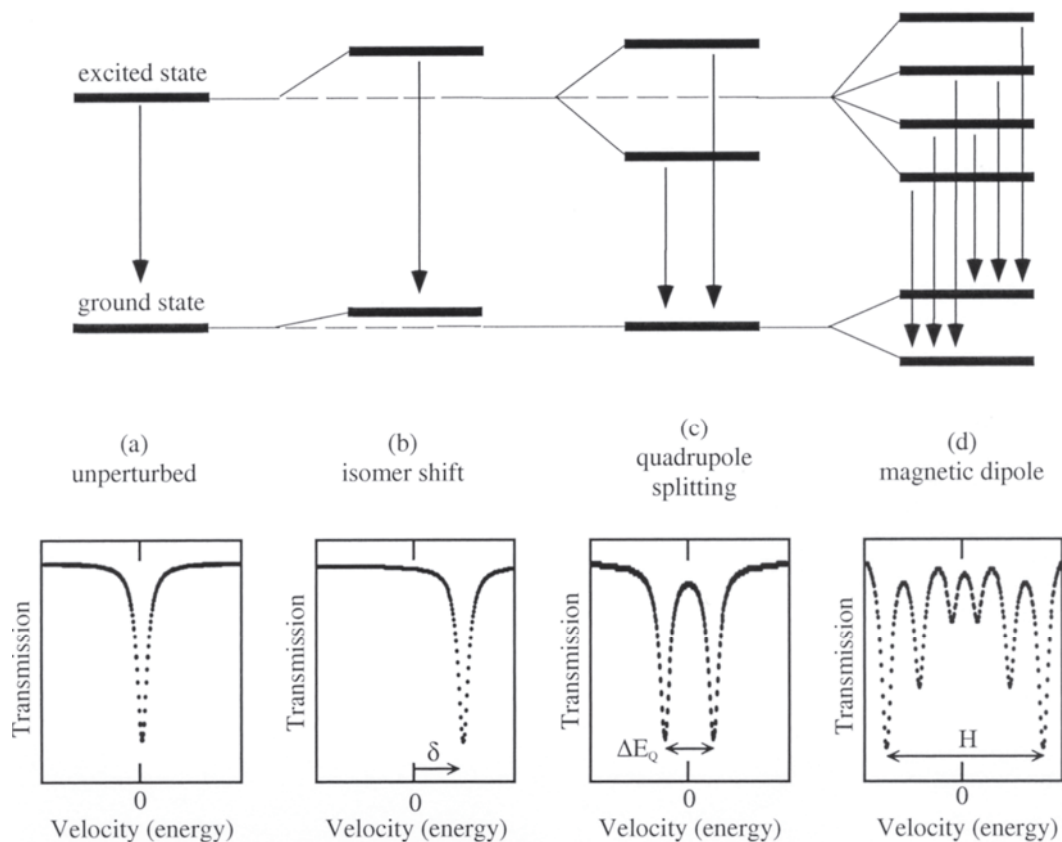 excited state
ground state
(a)
unperturbed
(b)
isomer shift
(c)
quadrupole
splitting
(d)
magnetic dipole
Transmission
0
Velocity (energy)
Transmission
δ
0
Velocity (energy)
Transmission
ΔE_Q
0
Velocity (energy)
Transmission
H
0
Velocity (energy)